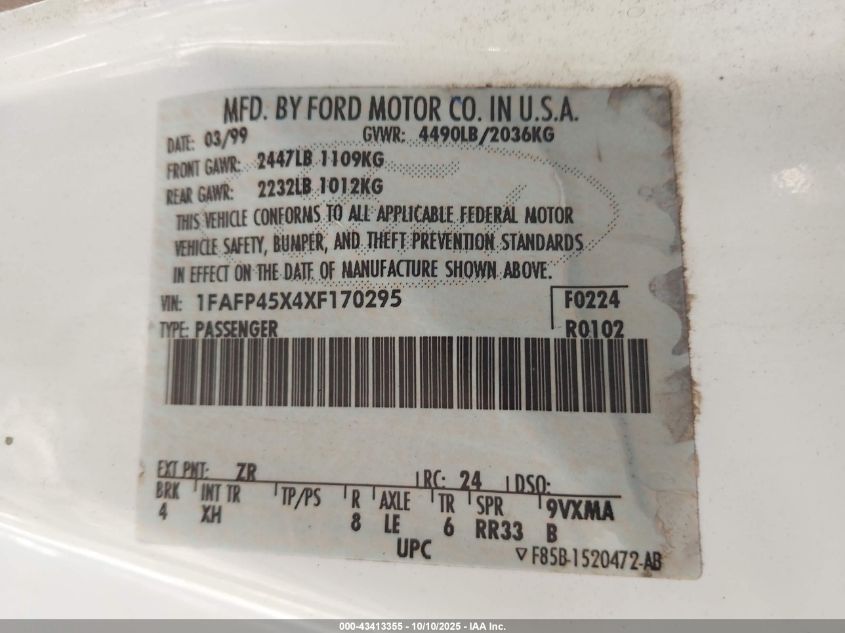 MFD. BY FORD MOTOR CO. IN U.S.A.
DATE: 03/99 GVWR: 4490LB/2036KG
FRONT GAWR: 2447LB 1109KG
REAR GAWR: 2232LB 1012KG
THIS VEHICLE CONFORMS TO ALL APPLICABLE FEDERAL MOTOR
VEHICLE SAFETY, BUMPER, AND THEFT PREVENTION STANDARDS
IN EFFECT ON THE DATE OF MANUFACTURE SHOWN ABOVE.
VIN: 1FAFP45X4XF170295 F0224
TYPE: PASSENGER R0102
EXT PNT: ZR RC: 24 DSO:
BRK INT TR TP/PS R AXLE TR SPR 9VXMA
4 XH 8 LE 6 RR33 B
UPC ▽ F85B-1520472-AB
000-43413355 - 10/10/2025 - IAA Inc.